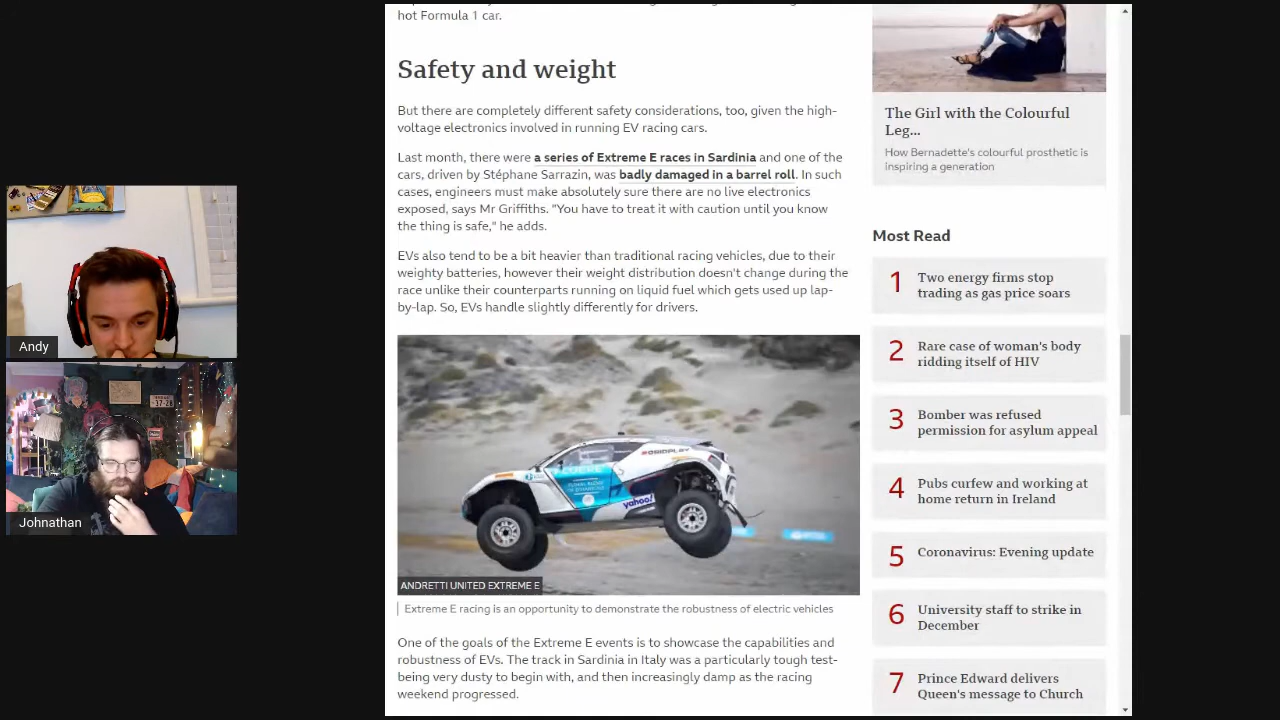 hot Formula 1 car.
Safety and weight
But there are completely different safety considerations, too, given the high-
voltage electronics involved in running EV racing cars.
Last month, there were a series of Extreme E races in Sardinia and one of the
cars, driven by Stéphane Sarrazin, was badly damaged in a barrel roll. In such
cases, engineers must make absolutely sure there are no live electronics
exposed, says Mr Griffiths. "You have to treat it with caution until you know
the thing is safe," he adds.
EVs also tend to be a bit heavier than traditional racing vehicles, due to their
weighty batteries, however their weight distribution doesn't change during the
race unlike their counterparts running on liquid fuel which gets used up lap-
by-lap. So, EVs handle slightly differently for drivers.
yahoo!
ANDRETTI UNITED EXTREME E
Extreme E racing is an opportunity to demonstrate the robustness of electric vehicles
One of the goals of the Extreme E events is to showcase the capabilities and
robustness of EVs. The track in Sardinia in Italy was a particularly tough test-
being very dusty to begin with, and then increasingly damp as the racing
weekend progressed.
The Girl with the Colourful
Leg...
How Bernadette's colourful prosthetic is
inspiring a generation
Most Read
1 Two energy firms stop
trading as gas price soars
2 Rare case of woman's body
ridding itself of HIV
3 Bomber was refused
permission for asylum appeal
4 Pubs curfew and working at
home return in Ireland
5 Coronavirus: Evening update
6 University staff to strike in
December
7 Prince Edward delivers
Queen's message to Church
Andy
Johnathan